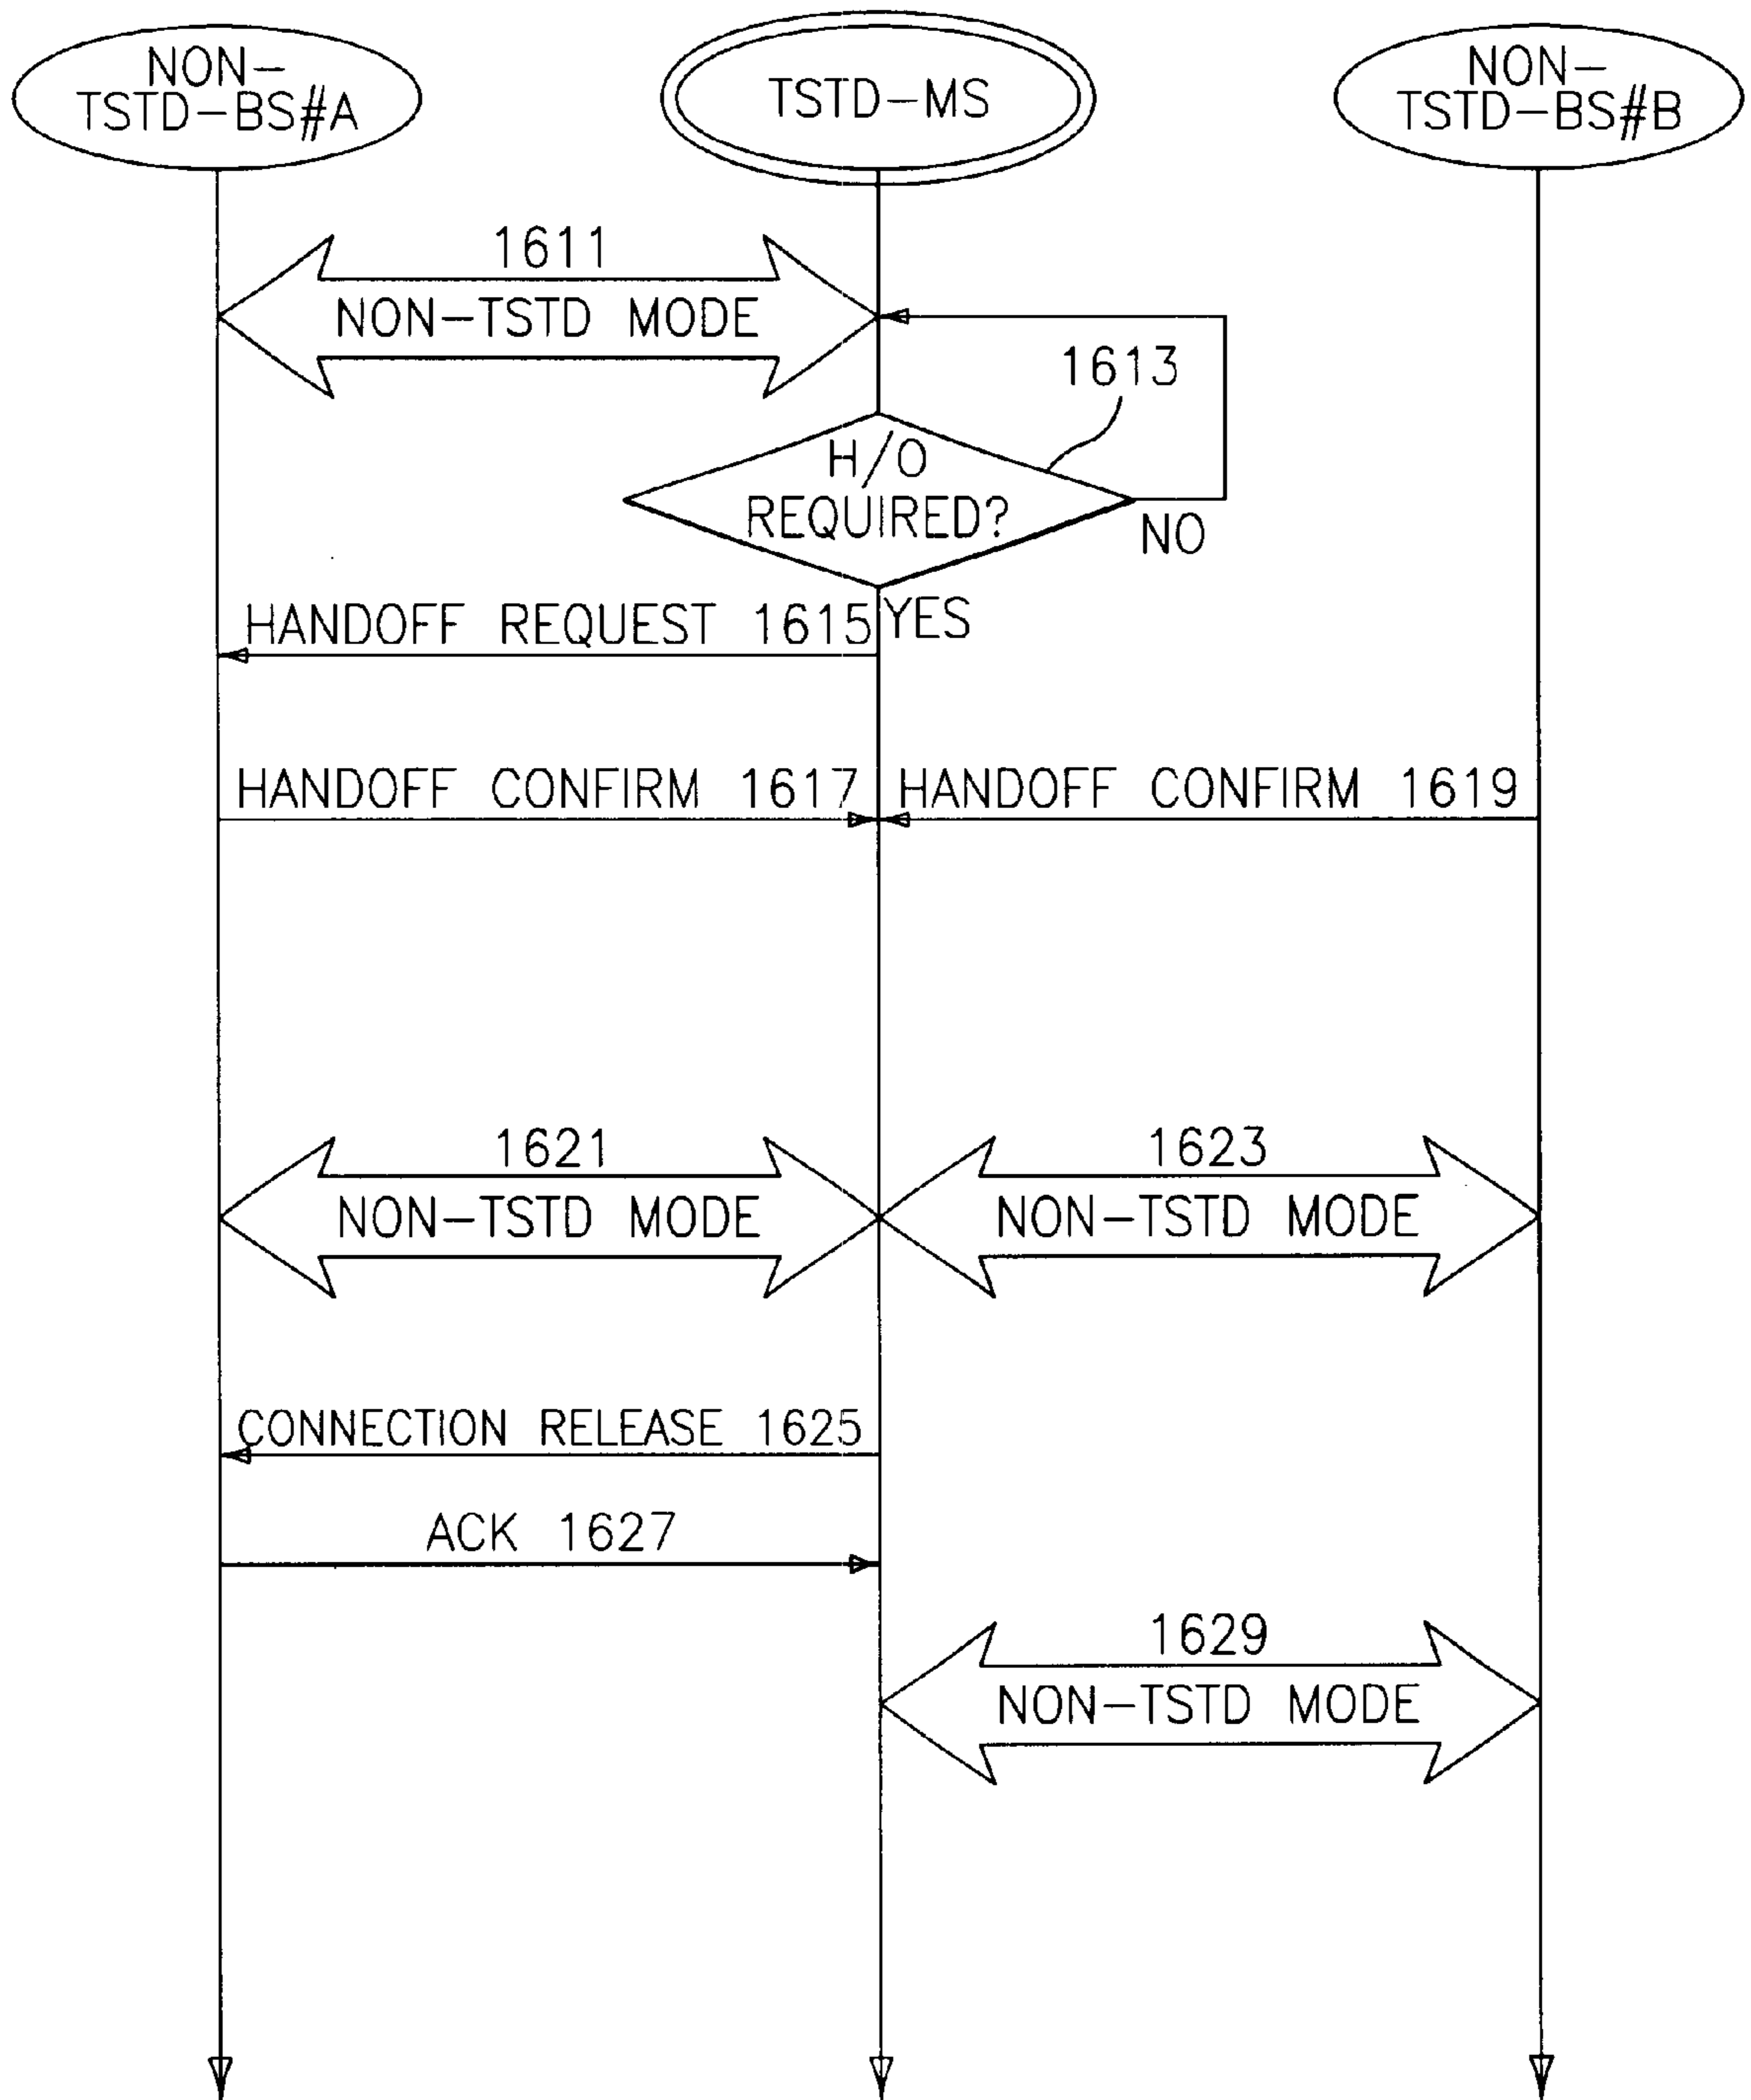 NON-
TSTD-BS#A
TSTD-MS
NON-
TSTD-BS#B
1611
NON-TSTD MODE
1613
H/O
REQUIRED?
NO
YES
HANDOFF REQUEST 1615
HANDOFF CONFIRM 1617
HANDOFF CONFIRM 1619
1621
NON-TSTD MODE
1623
NON-TSTD MODE
CONNECTION RELEASE 1625
ACK 1627
1629
NON-TSTD MODE